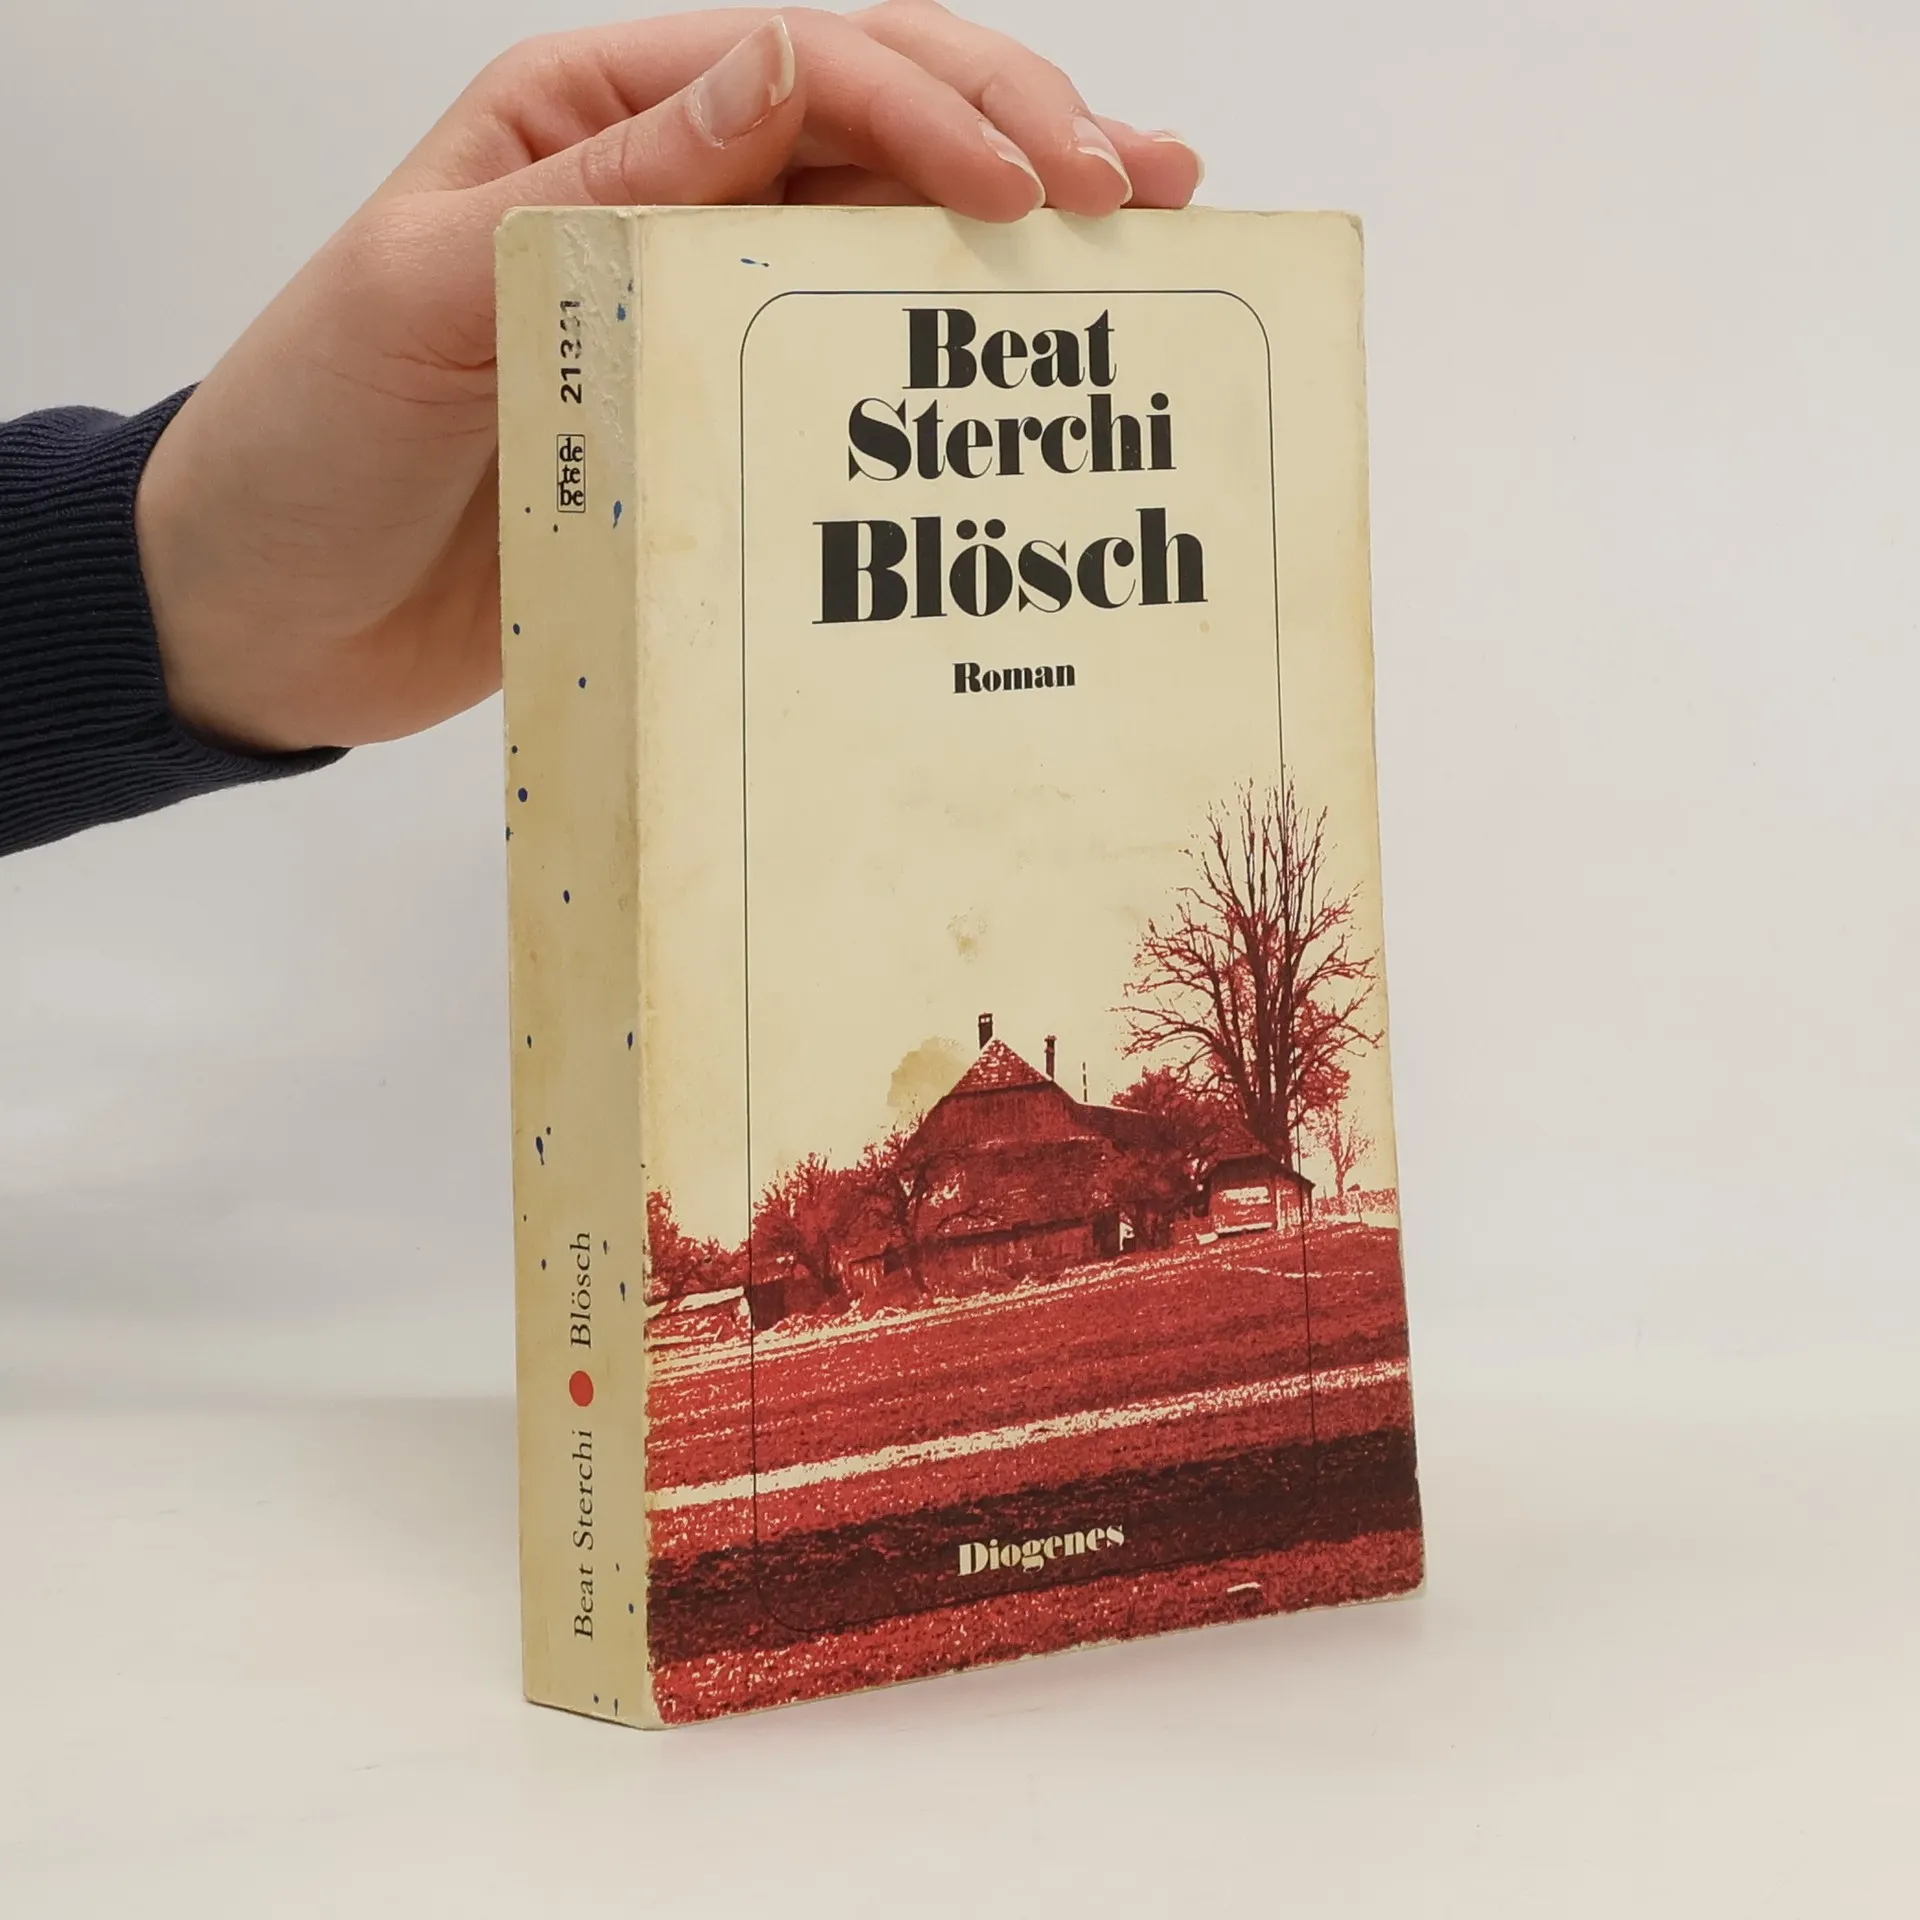 Beat
Sterchi
Blösch
Roman
Diogenes
Beat Sterchi Blösch
de
te
be